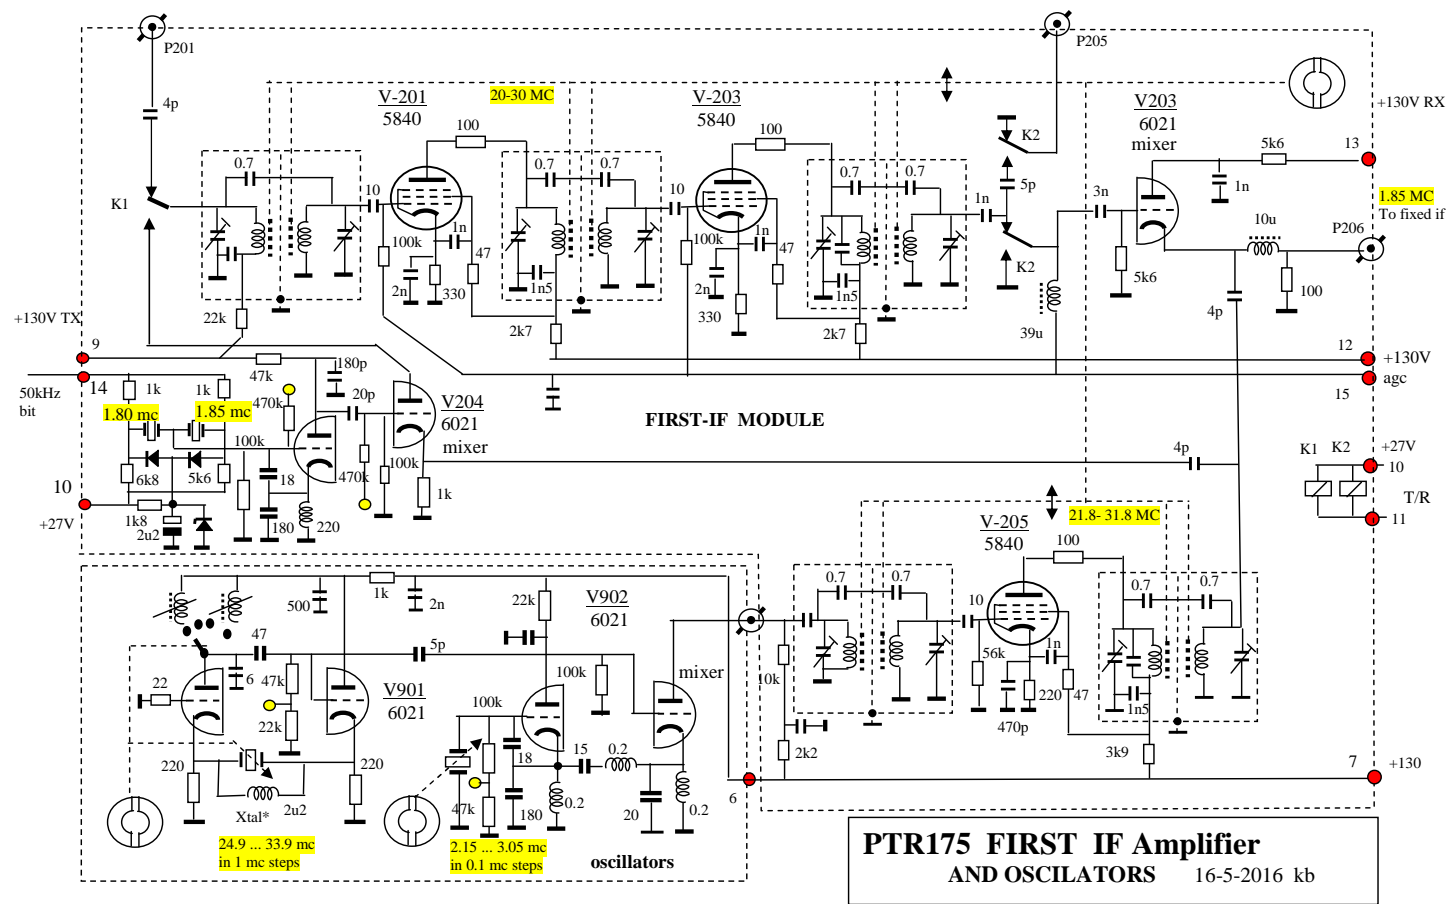 P201
P205
4p
V-201
5840
20-30 MC
V-203
5840
K2
V203
6021
mixer
+130V RX
13
100
100
5k6
0.7
0.7
0.7
0.7
0.7
K1
10
10
5p
1n
3n
1n
1.85 MC
To fixed if
P206
10u
100k
1n
47
100k
1n
47
K2
5k6
2n
330
1n5
2n
330
1n5
100
4p
22k
2k7
2k7
39u
+130V TX
9
12
+130V
47k
180p
50kHz
bit
14
1k
1k
15
agc
20p
1.80 mc
470k
1.85 mc
V204
6021
mixer
FIRST-IF MODULE
100k
470k
100k
6k8
5k6
18
1k
4p
K1
K2
+27V
10
T/R
11
10
+27V
1k8
2u2
180
220
21.8- 31.8 MC
V-205
5840
100
0.7
0.7
0.7
0.7
500
1k
2n
22k
V902
6021
10
47
5p
mixer
6
47k
22
V901
6021
22k
100k
100k
10k
56k
1n
220
47
470p
1n5
220
220
18
15
0.2
2k2
3k9
7
+130
2u2
Xtal*
47k
180
0.2
20
0.2
6
24.9 ... 33.9 mc
in 1 mc steps
2.15 ... 3.05 mc
in 0.1 mc steps
oscillators
PTR175 FIRST IF Amplifier
AND OSCILATORS 16-5-2016 kb